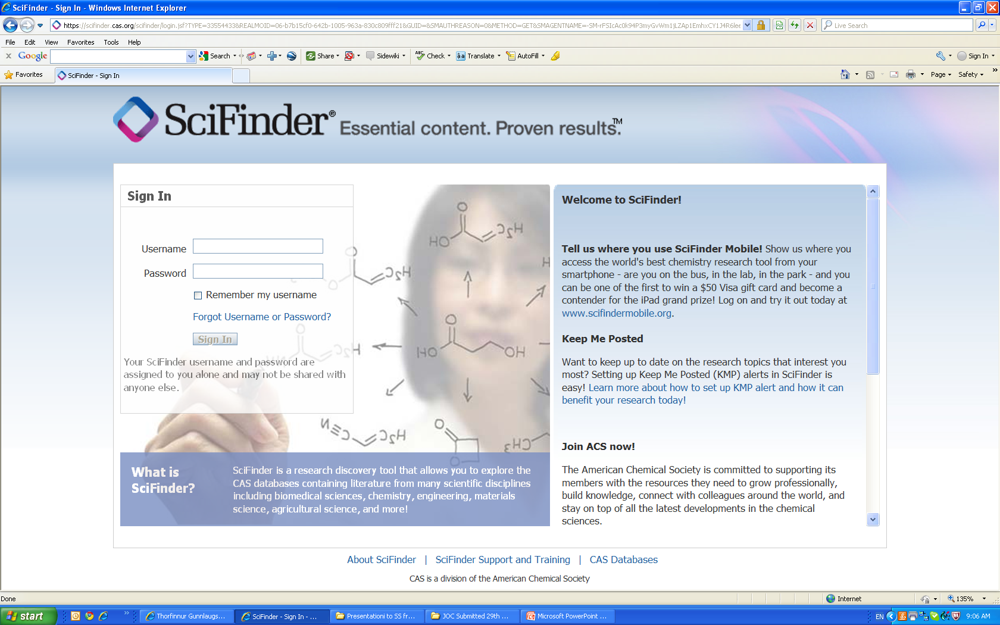 SciFinder - Sign In - Windows Internet Explorer
https://scifinder.cas.org/scifinder/login.jsf?TYPE=33554433&REALMOID=06-b7b15cf0-642b-1005-963a-830c809fff21&GUID=&SMAUTHREASON=0&METHOD=GET&SMAGENTNAME=-SM-rFSIcAc0k94P3myGvWm1jLZAp1EmhxCY1J4R6lee
Live Search
File Edit View Favorites Tools Help
x Google Search Share Sidewiki Check Translate AutoFill Sign In
Favorites SciFinder - Sign In Page Safety »
SciFinder® Essential content. Proven results.™
Sign In
Username
Password
Remember my username
Forgot Username or Password?
Sign In
Your SciFinder username and password are
assigned to you alone and may not be shared with
anyone else.
HO H₂C
O H₂C H
O H₂C
HO O OH
N C H₂C
O CH₃
What is
SciFinder?
SciFinder is a research discovery tool that allows you to explore the
CAS databases containing literature from many scientific disciplines
including biomedical sciences, chemistry, engineering, materials
science, agricultural science, and more!
Welcome to SciFinder!
Tell us where you use SciFinder Mobile! Show us where you
access the world's best chemistry research tool from your
smartphone - are you on the bus, in the lab, in the park - and you
can be one of the first to win a $50 Visa gift card and become a
contender for the iPad grand prize! Log on and try it out today at
www.scifindermobile.org.
Keep Me Posted
Want to keep up to date on the research topics that interest you
most? Setting up Keep Me Posted (KMP) alerts in SciFinder is
easy! Learn more about how to set up KMP alert and how it can
benefit your research today!
Join ACS now!
The American Chemical Society is committed to supporting its
members with the resources they need to grow professionally,
build knowledge, connect with colleagues around the world, and
stay on top of all the latest developments in the chemical
sciences.
About SciFinder | SciFinder Support and Training | CAS Databases
CAS is a division of the American Chemical Society
Done Internet 135%
start » Thorfinnur Gunnlaugs... SciFinder - Sign In - ... Presentationi to SS fr... JOC Submitted 29th ... Microsoft PowerPoint ... EN 9:06 AM